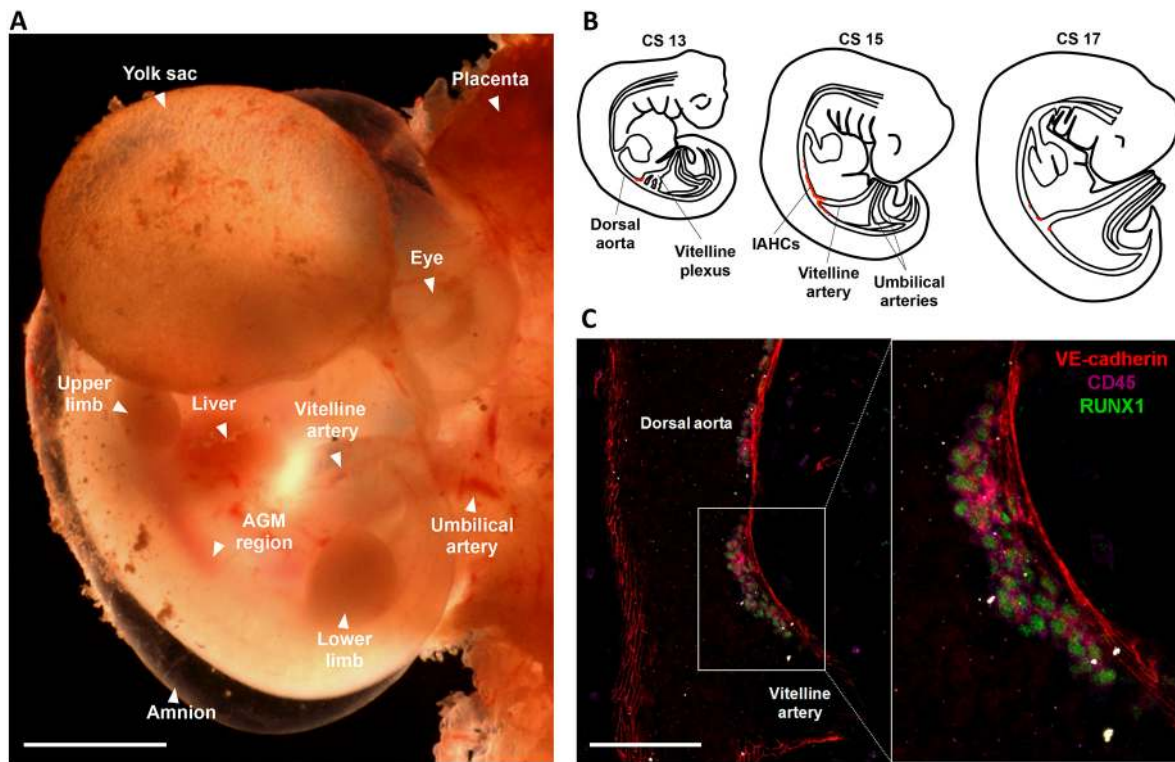 A
Yolk sac
Placenta
Eye
Upper
limb
Liver
Vitelline
artery
AGM
region
Umbilical
artery
Lower
limb
Amnion
B
CS 13
CS 15
CS 17
Dorsal
aorta
Vitelline
plexus
IAHCs
Vitelline
artery
Umbilical
arteries
C
Dorsal aorta
Vitelline
artery
VE-cadherin
CD45
RUNX1